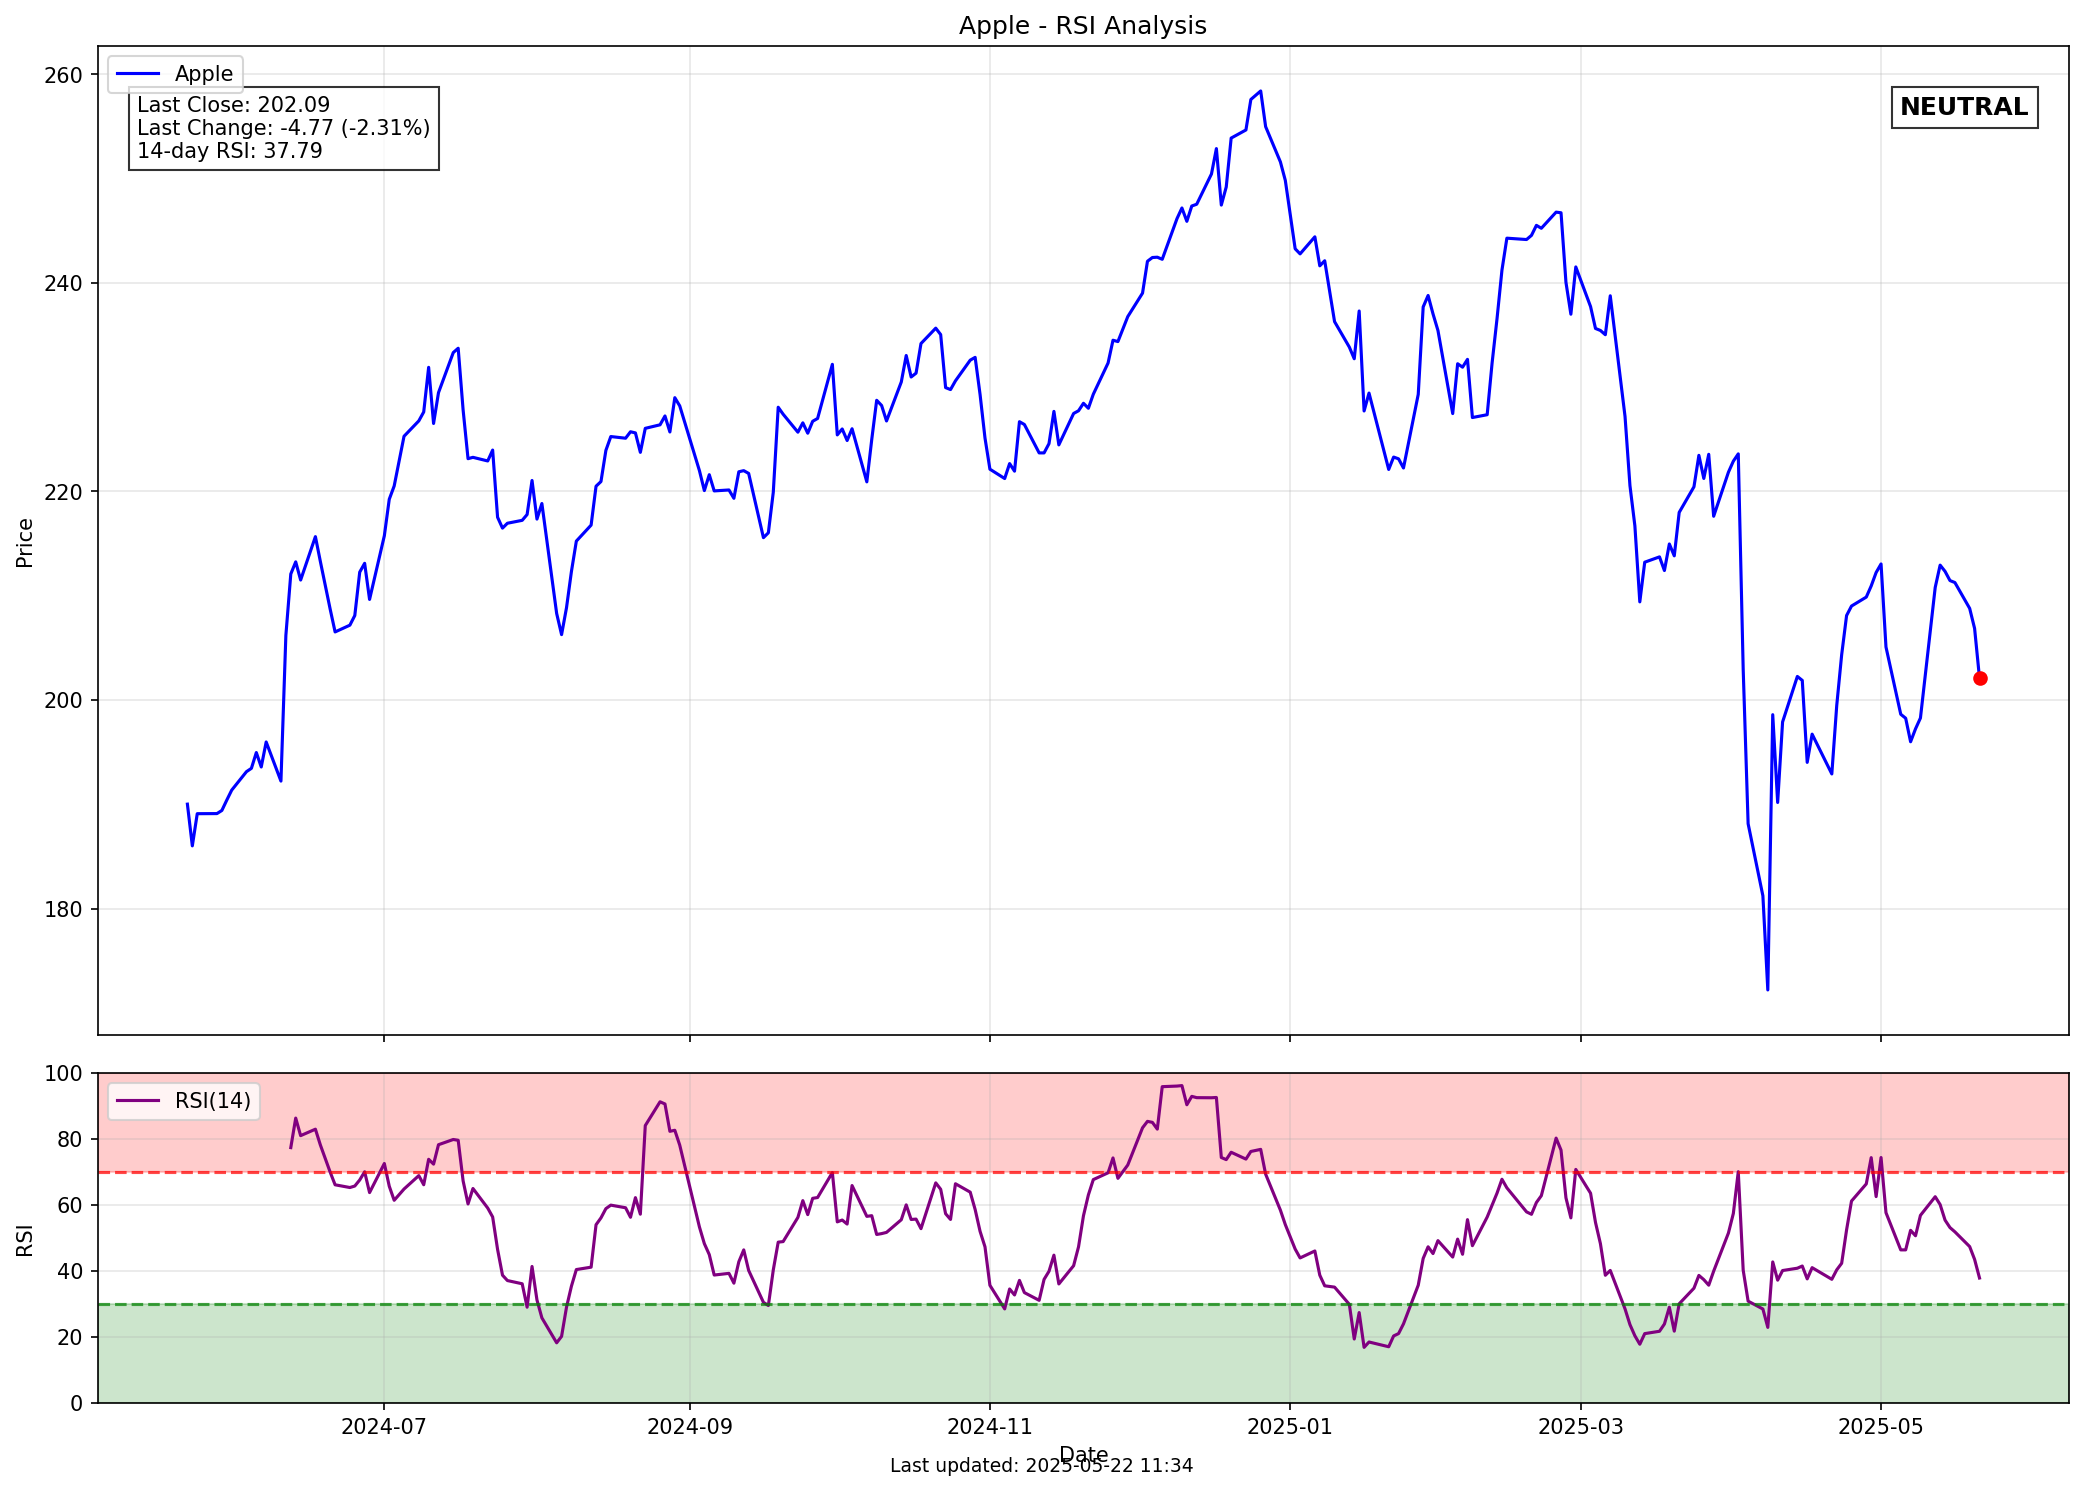 Apple - RSI Analysis
Apple
Last Close: 202.09
Last Change: -4.77 (-2.31%)
14-day RSI: 37.79
NEUTRAL
260
240
220
200
180
Price
RSI(14)
100
80
60
40
20
0
RSI
2024-07
2024-09
2024-11
2025-01
2025-03
2025-05
Date
Last updated: 2025-05-22 11:34